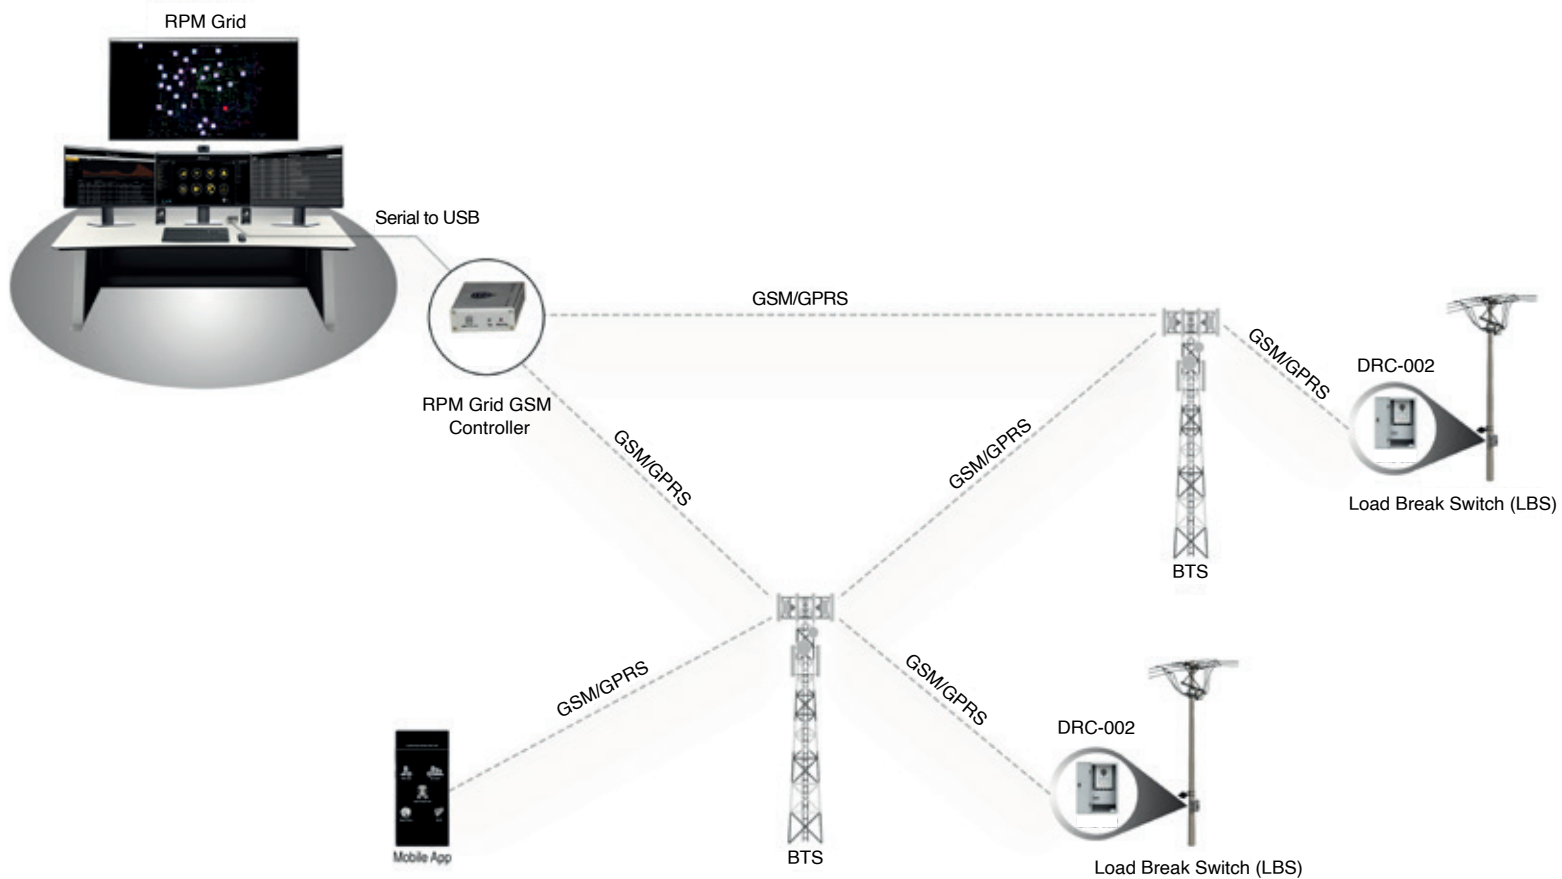 RPM Grid
Serial to USB
GSM/GPRS
RPM Grid GSM
Controller
GSM/GPRS
GSM/GPRS
GSM/GPRS
DRC-002
Load Break Switch (LBS)
BTS
GSM/GPRS
GSM/GPRS
DRC-002
Mobile App
BTS
Load Break Switch (LBS)